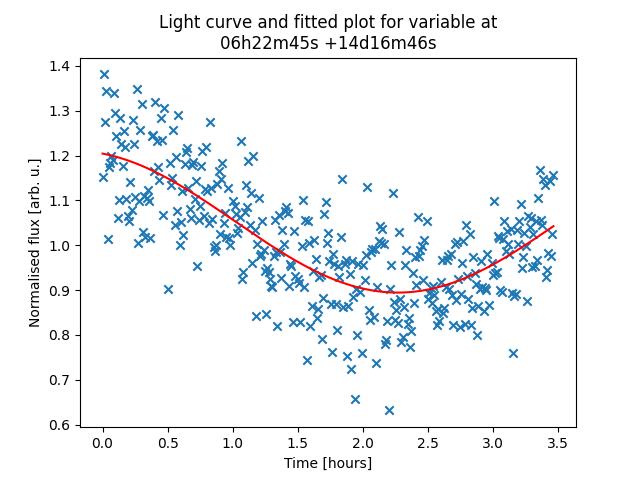 Light curve and fitted plot for variable at
06h22m45s +14d16m46s
1.4
1.3
1.2
1.1
1.0
0.9
0.8
0.7
0.6
Normalised flux [arb. u.]
0.0 0.5 1.0 1.5 2.0 2.5 3.0 3.5
Time [hours]